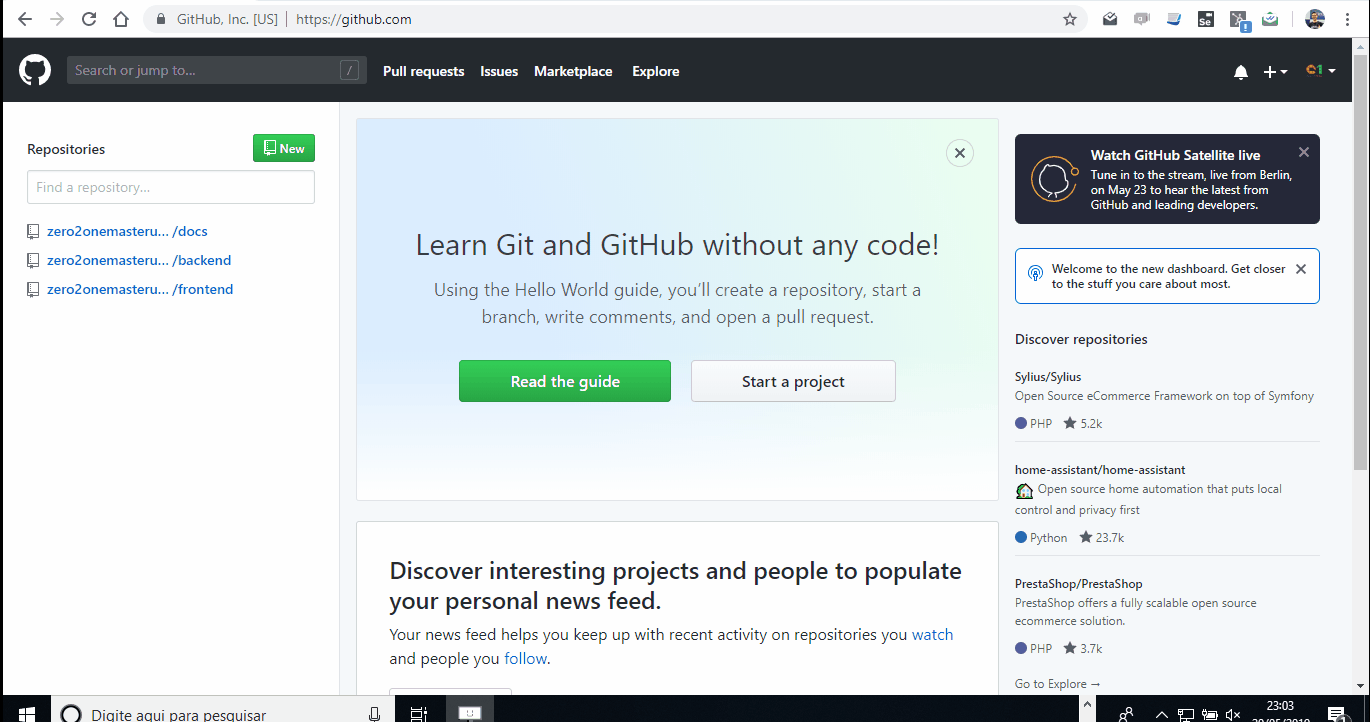 GitHub, Inc. [US] | https://github.com
Se
Search or jump to... /
Pull requests Issues Marketplace Explore
Repositories
New
Find a repository...
zero2onemasteru... /docs
zero2onemasteru... /backend
zero2onemasteru... /frontend
Learn Git and GitHub without any code!
Using the Hello World guide, you’ll create a repository, start a
branch, write comments, and open a pull request.
Read the guide
Start a project
Discover interesting projects and people to populate
your personal news feed.
Your news feed helps you keep up with recent activity on repositories you watch
and people you follow.
Watch GitHub Satellite live
Tune in to the stream, live from Berlin,
on May 23 to hear the latest from
GitHub and leading developers.
Welcome to the new dashboard. Get closer
to the stuff you care about most.
Discover repositories
Sylius/Sylius
Open Source eCommerce Framework on top of Symfony
PHP 5.2k
home-assistant/home-assistant
Open source home automation that puts local
control and privacy first
Python 23.7k
PrestaShop/PrestaShop
PrestaShop offers a fully scalable open source
ecommerce solution.
PHP 3.7k
Go to Explore →
Digite aqui para pesquisar
23:03